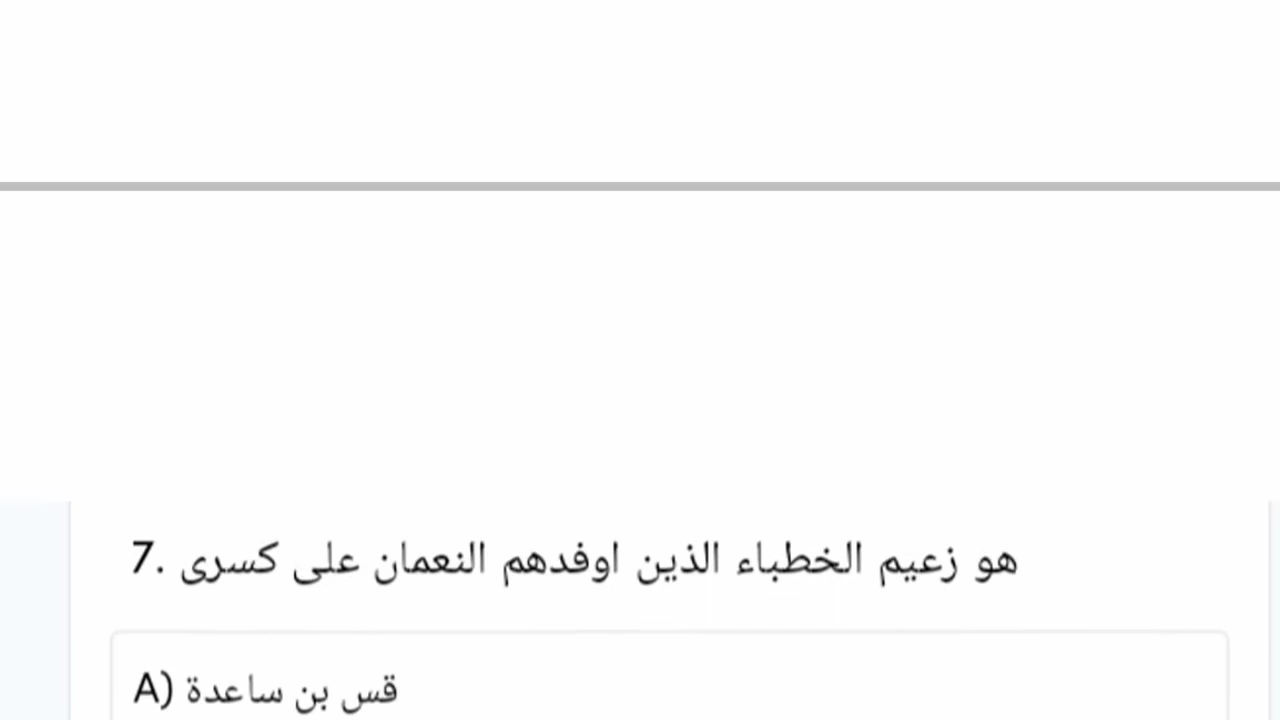 7. هو زعيم الخطباء الذين اوفدهم النعمان على كسرى
A) قس بن ساعدة